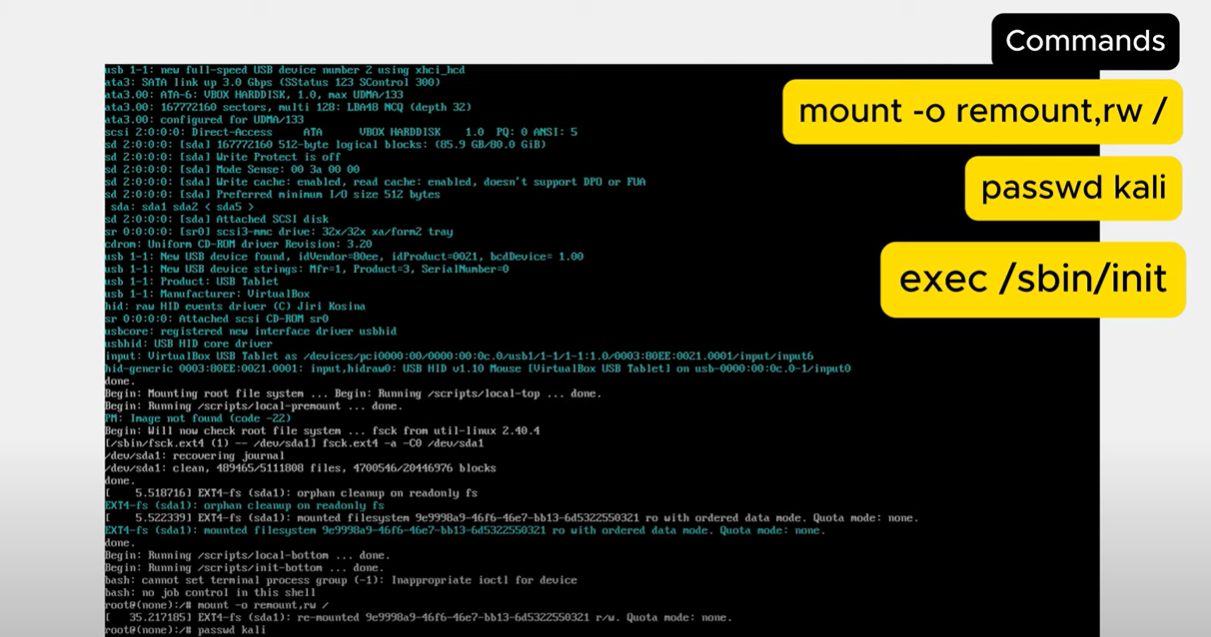 Commands
mount -o remount,rw /
passwd kali
exec /sbin/init
usb 1-1: new full-speed USB device number 2 using xhci_hcd
ata3: SATA link up 3.0 Gbps (SStatus 123 SControl 300)
ata3.00: ATA-6: VBOX HARDDISK, 1.0, max UDMA/133
ata3.00: 167772160 sectors, multi 128: LBA48 NCQ (depth 32)
ata3.00: configured for UDMA/133
scsi 2:0:0:0: Direct-Access     ATA      VBOX HARDDISK    1.0  PQ: 0 ANSI: 5
sd 2:0:0:0: [sda] 167772160 512-byte logical blocks: (85.9 GB/80.0 GiB)
sd 2:0:0:0: [sda] Write Protect is off
sd 2:0:0:0: [sda] Mode Sense: 00 3a 00 00
sd 2:0:0:0: [sda] Write cache: enabled, read cache: enabled, doesn't support DPO or FUA
sd 2:0:0:0: [sda] Preferred minimum I/O size 512 bytes
sda: sda1 sda2 < sda5 >
sd 2:0:0:0: [sda] Attached SCSI disk
sr 0:0:0:0: [sr0] scsi3-mmc drive: 32x/32x xa/form2 tray
cdrom: Uniform CD-ROM driver Revision: 3.20
usb 1-1: New USB device found, idVendor=80ee, idProduct=0021, bcdDevice= 1.00
usb 1-1: New USB device strings: Mfr=1, Product=3, SerialNumber=0
usb 1-1: Product: USB Tablet
usb 1-1: Manufacturer: VirtualBox
hid: raw HID events driver (C) Jiri Kosina
sr 0:0:0:0: Attached scsi CD-ROM sr0
usbcore: registered new interface driver usbhid
usbhid: USB HID core driver
input: VirtualBox USB Tablet as /devices/pci0000:00/0000:00:0c.0/usb1/1-1/1-1:1.0/0003:80EE:0021.0001/input/input6
hid-generic 0003:80EE:0021.0001: input,hidraw0: USB HID v1.10 Mouse [VirtualBox USB Tablet] on usb-0000:00:0c.0-1/input0
done.
Begin: Mounting root file system ... Begin: Running /scripts/local-top ... done.
Begin: Running /scripts/local-premount ... done.
PM: Image not found (code -22)
Begin: Will now check root file system ... fsck from util-linux 2.40.4
[/sbin/fsck.ext4 (1) -- /dev/sda1] fsck.ext4 -a -C0 /dev/sda1
/dev/sda1: recovering journal
/dev/sda1: clean, 489465/5111808 files, 4700546/20446976 blocks
done.
[    5.518716] EXT4-fs (sda1): orphan cleanup on readonly fs
EXT4-fs (sda1): orphan cleanup on readonly fs
[    5.522339] EXT4-fs (sda1): mounted filesystem 9e9998a9-46f6-46e7-bb13-6d5322550321 ro with ordered data mode. Quota mode: none.
EXT4-fs (sda1): mounted filesystem 9e9998a9-46f6-46e7-bb13-6d5322550321 ro with ordered data mode. Quota mode: none.
done.
Begin: Running /scripts/local-bottom ... done.
Begin: Running /scripts/init-bottom ... done.
bash: cannot set terminal process group (-1): Inappropriate ioctl for device
bash: no job control in this shell
root@(none):/# mount -o remount,rw /
[   35.217185] EXT4-fs (sda1): re-mounted 9e9998a9-46f6-46e7-bb13-6d5322550321 r/w. Quota mode: none.
root@(none):/# passwd kali